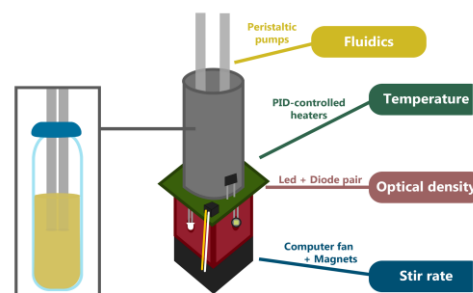 Peristaltic
pumps
Fluidics
PID-controlled
heaters
Temperature
Led + Diode pair
Optical density
Computer fan
+ Magnets
Stir rate